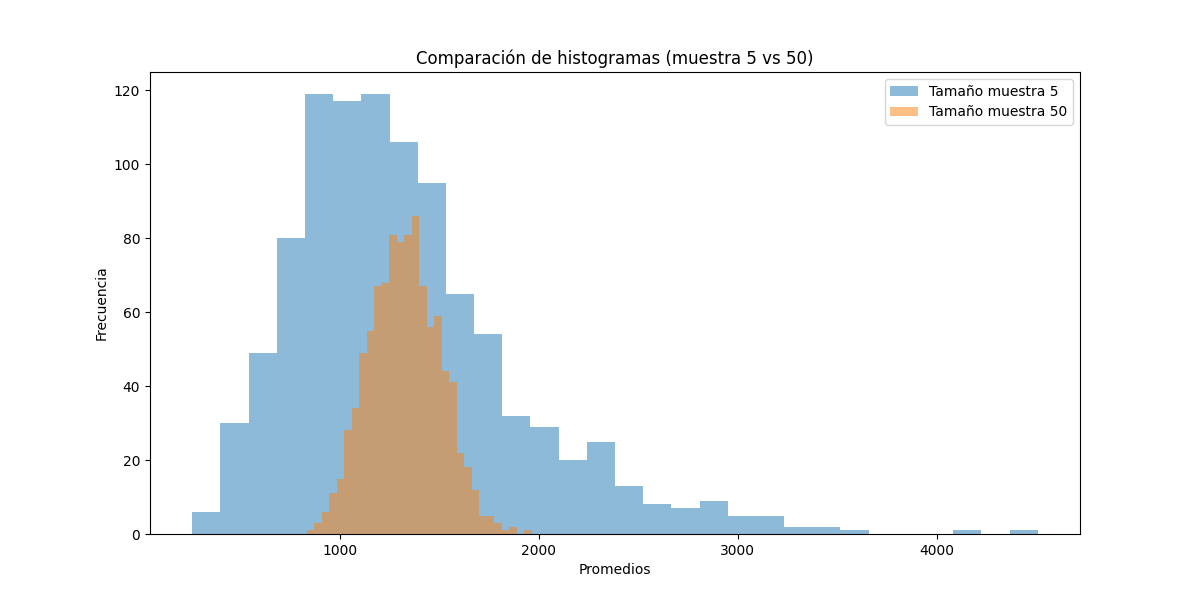 Comparación de histogramas (muestra 5 vs 50)
Tamaño muestra 5
Tamaño muestra 50
Frecuencia
120
100
80
60
40
20
0
1000
2000
3000
4000
Promedios